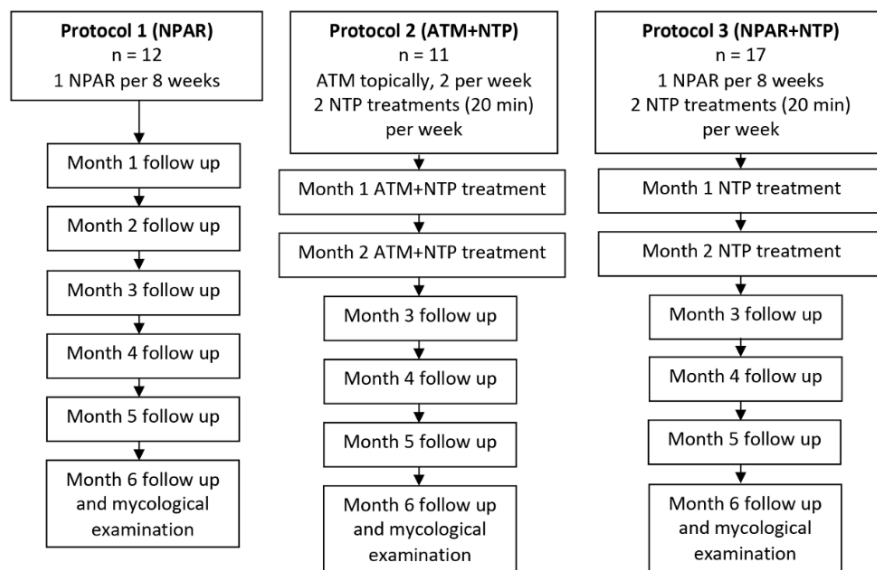 Protocol 1 (NPAR)
n = 12
1 NPAR per 8 weeks
Month 1 follow up
Month 2 follow up
Month 3 follow up
Month 4 follow up
Month 5 follow up
Month 6 follow up
and mycological
examination
Protocol 2 (ATM+NTP)
n = 11
ATM topically, 2 per week
2 NTP treatments (20 min)
per week
Month 1 ATM+NTP treatment
Month 2 ATM+NTP treatment
Month 3 follow up
Month 4 follow up
Month 5 follow up
Month 6 follow up
and mycological
examination
Protocol 3 (NPAR+NTP)
n = 17
1 NPAR per 8 weeks
2 NTP treatments (20 min)
per week
Month 1 NTP treatment
Month 2 NTP treatment
Month 3 follow up
Month 4 follow up
Month 5 follow up
Month 6 follow up
and mycological
examination